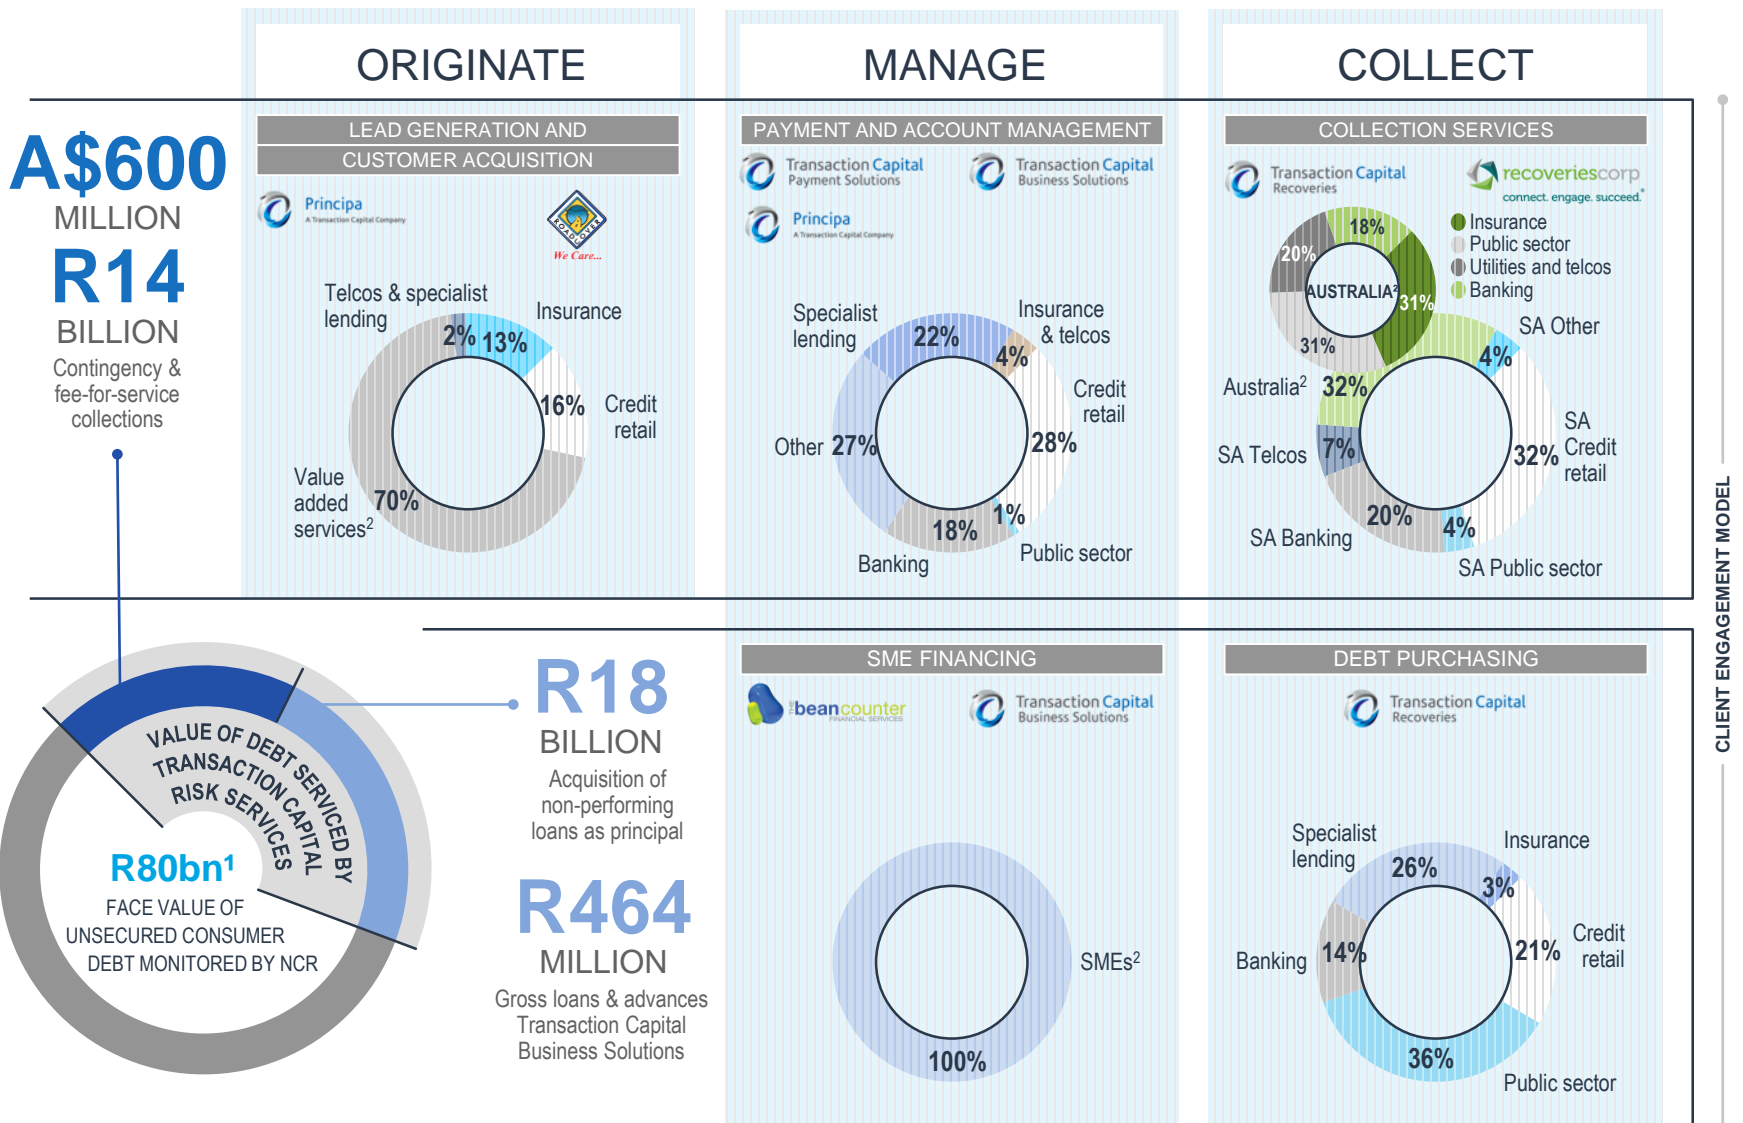 ORIGINATE
MANAGE
COLLECT
A$600
MILLION
R14
BILLION
Contingency &
fee-for-service
collections
LEAD GENERATION AND
CUSTOMER ACQUISITION
Principa
A Transaction Capital Company
ROADCOVER
We Care...
Telcos & specialist
lending
2%
13%
Insurance
16%
Credit
retail
Value
added
services²
70%
PAYMENT AND ACCOUNT MANAGEMENT
Transaction Capital
Payment Solutions
Transaction Capital
Business Solutions
Principa
A Transaction Capital Company
Specialist
lending
22%
Insurance
& telcos
4%
Credit
retail
28%
Other 27%
1%
18%
Public sector
Banking
COLLECTION SERVICES
Transaction Capital
Recoveries
recoveriescorp
connect. engage. succeed.
18%
20%
AUSTRALIA²
31%
31%
Insurance
Public sector
Utilities and telcos
Banking
SA Other
4%
Australia² 32%
SA Telcos 7%
SA
Credit
retail
32%
20%
4%
SA Banking
SA Public sector
CLIENT ENGAGEMENT MODEL
VALUE OF DEBT SERVICED BY
TRANSACTION CAPITAL
RISK SERVICES
R80bn¹
FACE VALUE OF
UNSECURED CONSUMER
DEBT MONITORED BY NCR
R18
BILLION
Acquisition of
non-performing
loans as principal
R464
MILLION
Gross loans & advances
Transaction Capital
Business Solutions
SME FINANCING
THE beancounter
FINANCIAL SERVICES
Transaction Capital
Business Solutions
SMEs²
100%
DEBT PURCHASING
Transaction Capital
Recoveries
Specialist
lending
26%
Insurance
3%
Credit
retail
21%
Banking 14%
36%
Public sector